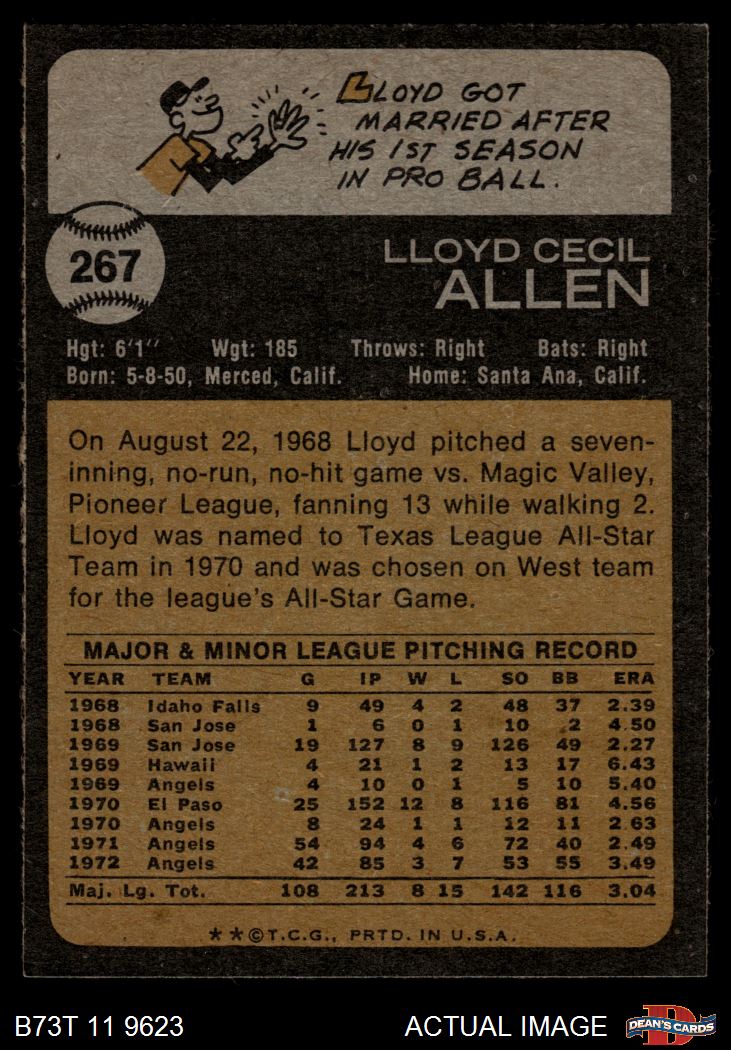 LLOYD GOT
MARRIED AFTER
HIS 1ST SEASON
IN PRO BALL.
267
LLOYD CECIL
ALLEN
Hgt: 6'1" Wgt: 185 Throws: Right Bats: Right
Born: 5-8-50, Merced, Calif. Home: Santa Ana, Calif.
On August 22, 1968 Lloyd pitched a seven-
inning, no-run, no-hit game vs. Magic Valley,
Pioneer League, fanning 13 while walking 2.
Lloyd was named to Texas League All-Star
Team in 1970 and was chosen on West team
for the league's All-Star Game.
MAJOR & MINOR LEAGUE PITCHING RECORD
YEAR TEAM G IP W L SO BB ERA
1968 Idaho Falls 9 49 4 2 48 37 2.39
1968 San Jose 1 6 0 1 10 2 4.50
1969 San Jose 19 127 8 9 126 49 2.27
1969 Hawaii 4 21 1 2 13 17 6.43
1969 Angels 4 10 0 1 5 10 5.40
1970 El Paso 25 152 12 8 116 81 4.56
1970 Angels 8 24 1 1 12 11 2.63
1971 Angels 54 94 4 6 72 40 2.49
1972 Angels 42 85 3 7 53 55 3.49
Maj. Lg. Tot. 108 213 8 15 142 116 3.04
**©T.C.G., PRTD. IN U.S.A.
B73T 11 9623 ACTUAL IMAGE
DEAN'S CARDS